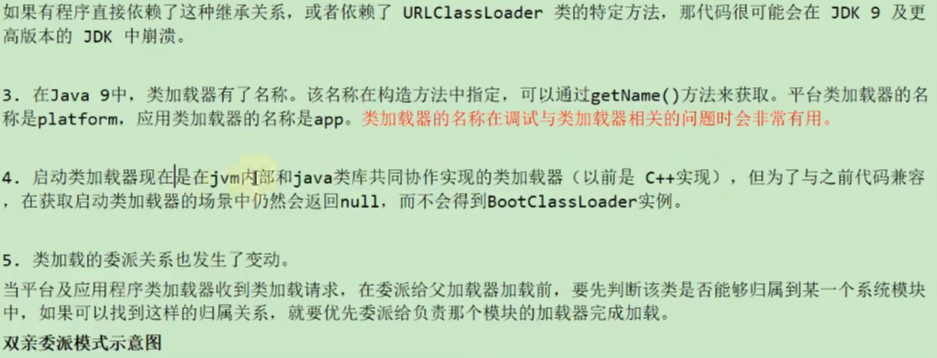 如果有程序直接依赖了这种继承关系，或者依赖了 URLClassLoader 类的特定方法，那代码很可能会在 JDK 9 及更
高版本的 JDK 中崩溃。
3. 在Java 9中，类加载器有了名称。该名称在构造方法中指定，可以通过getName()方法来获取。平台类加载器的名
称是platform，应用类加载器的名称是app。类加载器的名称在调试与类加载器相关的问题时会非常有用。
4. 启动类加载器现在是在jvm内部和java类库共同协作实现的类加载器（以前是 C++实现），但为了与之前代码兼容
，在获取启动类加载器的场景中仍然会返回null，而不会得到BootClassLoader实例。
5. 类加载的委派关系也发生了变动。
当平台及应用程序类加载器收到类加载请求，在委派给父加载器加载前，要先判断该类是否能够归属到某一个系统模块
中，如果可以找到这样的归属关系，就要优先委派给负责那个模块的加载器完成加载。
双亲委派模式示意图